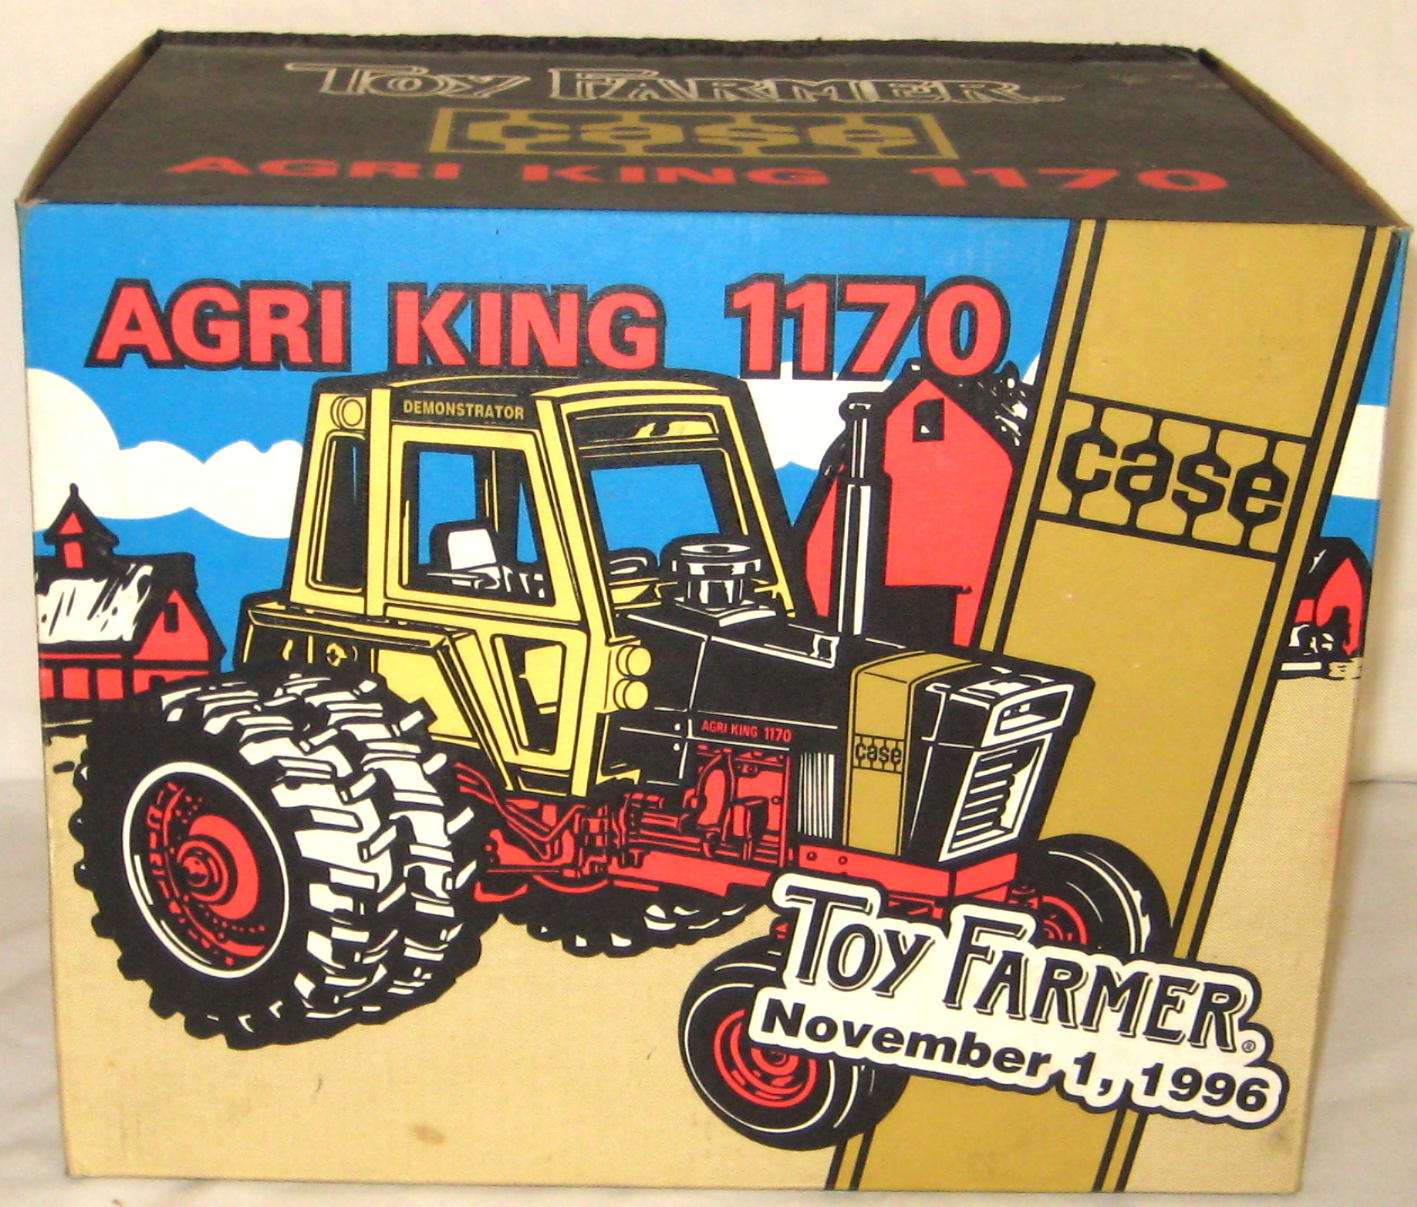 TOY FARMER
case
AGRI KING 1170
AGRI KING 1170
DEMONSTRATOR
case
AGRI KING 1170
case
TOY FARMER®
November 1, 1996